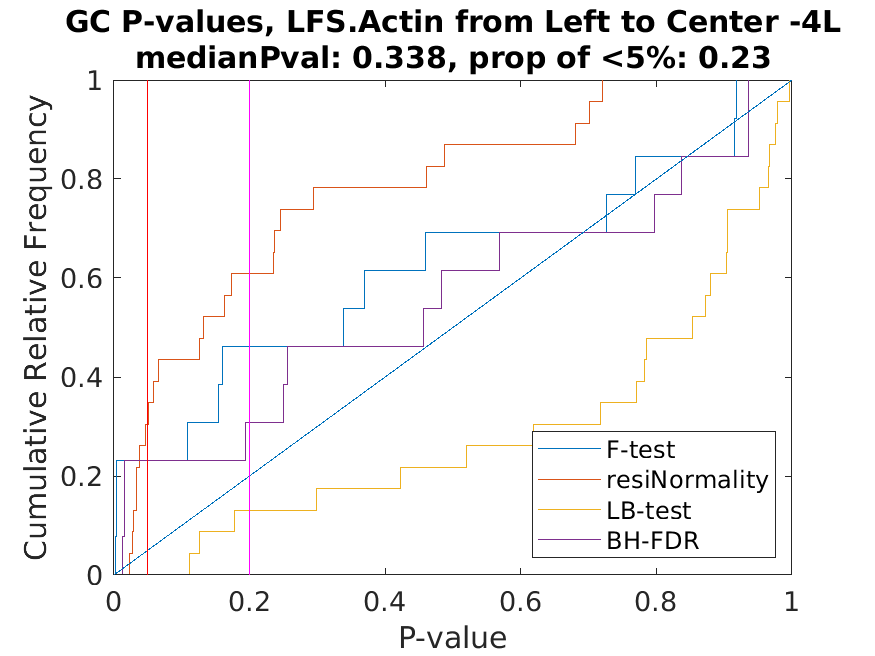 GC P-values, LFS.Actin from Left to Center -4L
medianPval: 0.338, prop of <5%: 0.23
Cumulative Relative Frequency
1
0.8
0.6
0.4
0.2
0
0 0.2 0.4 0.6 0.8 1
P-value
F-test
resiNormality
LB-test
BH-FDR